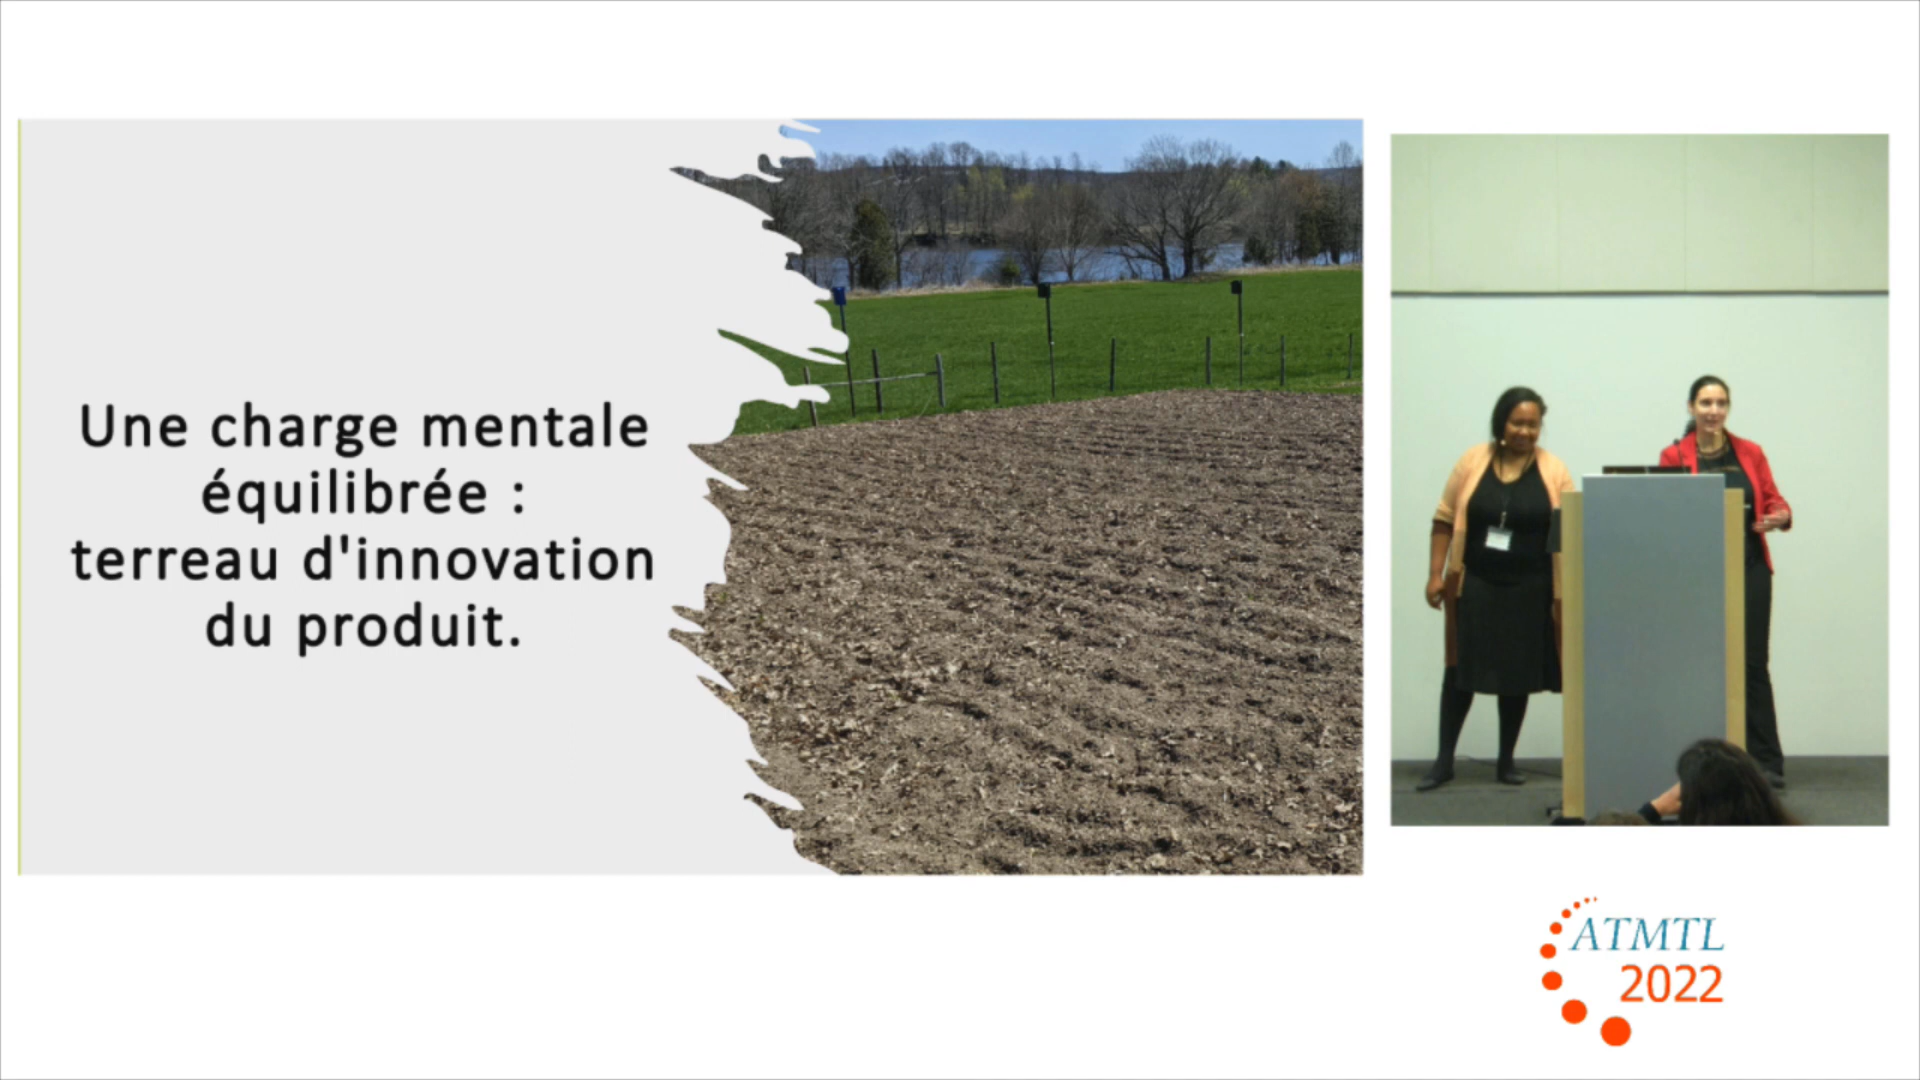 Une charge mentale
équilibrée :
terreau d'innovation
du produit.
ATMTL
2022